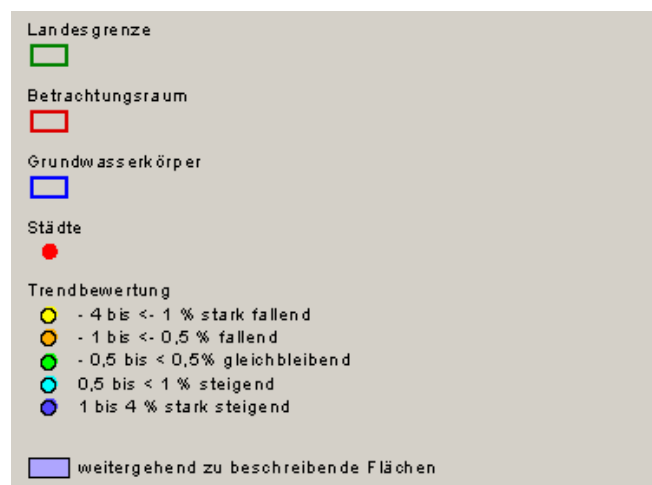 Landesgrenze
Betrachtungsraum
Grundwasserkörper
Städte
Trendbewertung
- 4 bis <- 1 % stark fallend
- 1 bis <- 0,5 % fallend
- 0,5 bis < 0,5% gleichbleibend
0,5 bis < 1 % steigend
1 bis 4 % stark steigend
weitergehend zu beschreibende Flächen